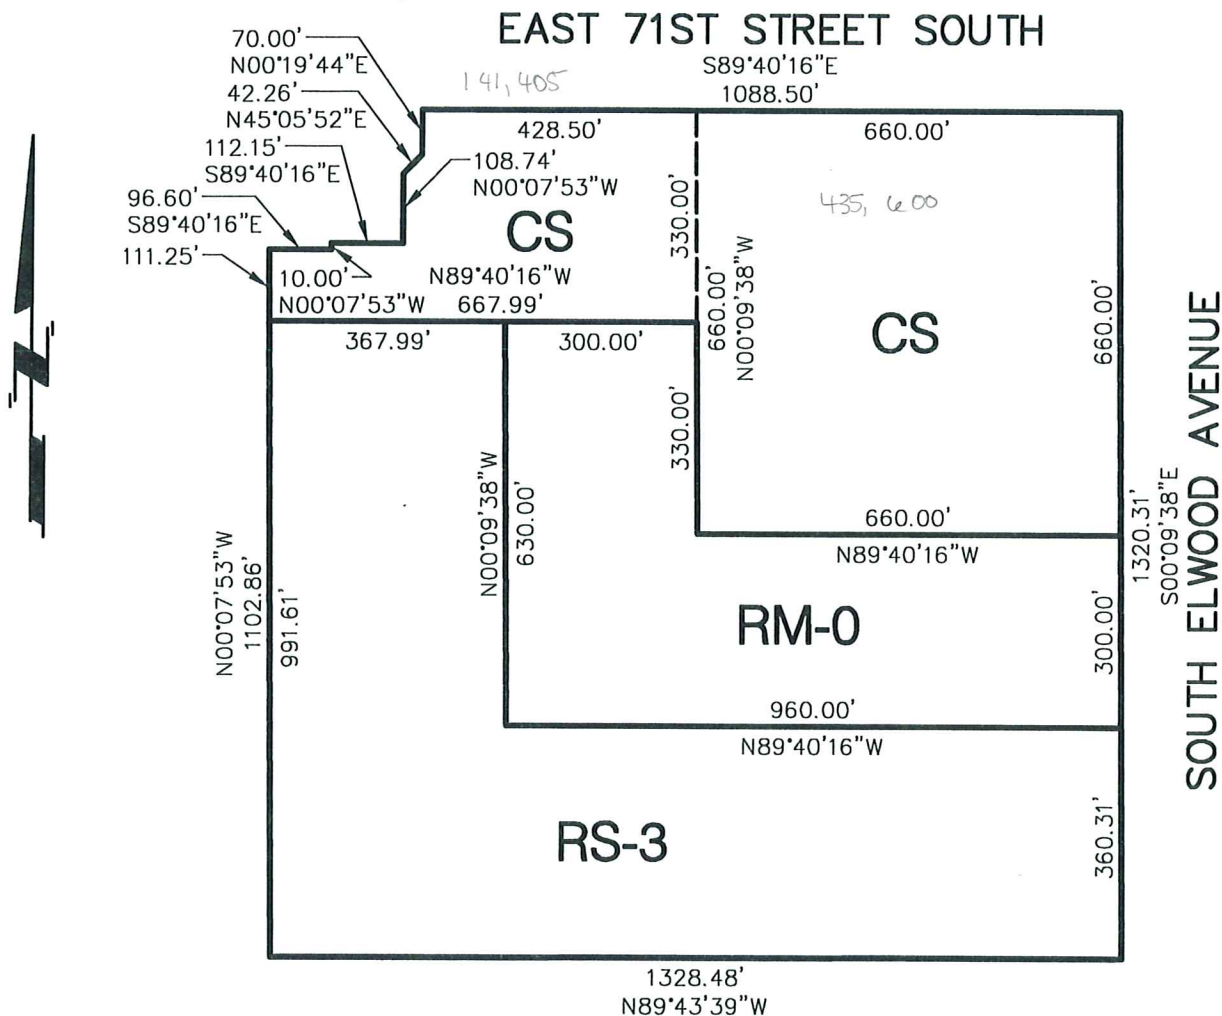 EAST 71ST STREET SOUTH
70.00'
N00°19'44"E
141,405
S89°40'16"E
1088.50'
42.26'
N45°05'52"E
428.50'
660.00'
112.15'
S89°40'16"E
108.74'
N00°07'53"W
96.60'
S89°40'16"E
330.00'
435,600
CS
111.25'
10.00'
N00°07'53"W
N89°40'16"W
667.99'
660.00'
N00°09'38"W
CS
660.00'
367.99'
300.00'
330.00'
N00°09'38"W
630.00'
660.00'
N89°40'16"W
1320.31'
S00°09'38"E
SOUTH ELWOOD AVENUE
N00°07'53"W
1102.86'
991.61'
RM-0
300.00'
960.00'
N89°40'16"W
RS-3
360.31'
1328.48'
N89°43'39"W